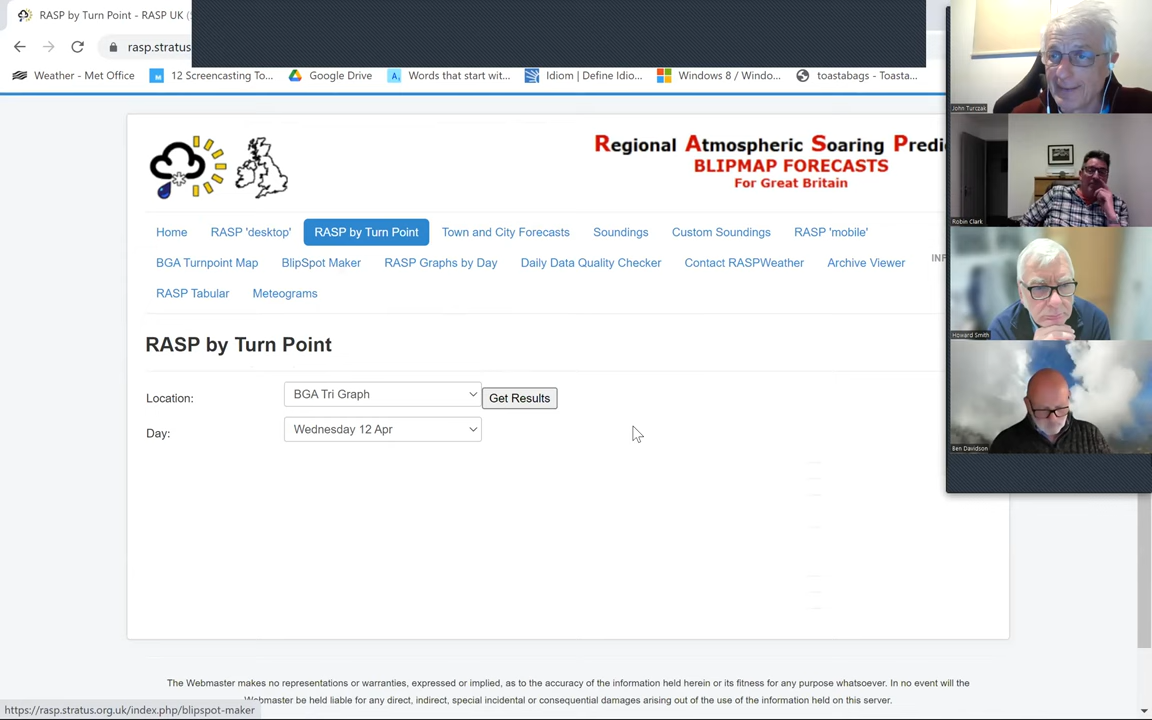 RASP by Turn Point - RASP UK (
rasp.stratus
Weather - Met Office
12 Screencasting To...
Google Drive
Words that start wit...
Idiom | Define Idio...
Windows 8 / Windo...
toastabags - Toasta...
Regional Atmospheric Soaring Predi
BLIPMAP FORECASTS
For Great Britain
Home
RASP 'desktop'
RASP by Turn Point
Town and City Forecasts
Soundings
Custom Soundings
RASP 'mobile'
BGA Turnpoint Map
BlipSpot Maker
RASP Graphs by Day
Daily Data Quality Checker
Contact RASPWeather
Archive Viewer
INF
RASP Tabular
Meteograms
RASP by Turn Point
Location:
BGA Tri Graph
Get Results
Day:
Wednesday 12 Apr
The Webmaster makes no representations or warranties, expressed or implied, as to the accuracy of the information held herein or its fitness for any purpose whatsoever. In no event will the
Webmaster be held liable for any direct, indirect, special incidental or consequential damages arising out of the use of the information held on this server.
https://rasp.stratus.org.uk/index.php/blipspot-maker
John Turczak
Robin Clark
Howard Smith
Ben Davidson